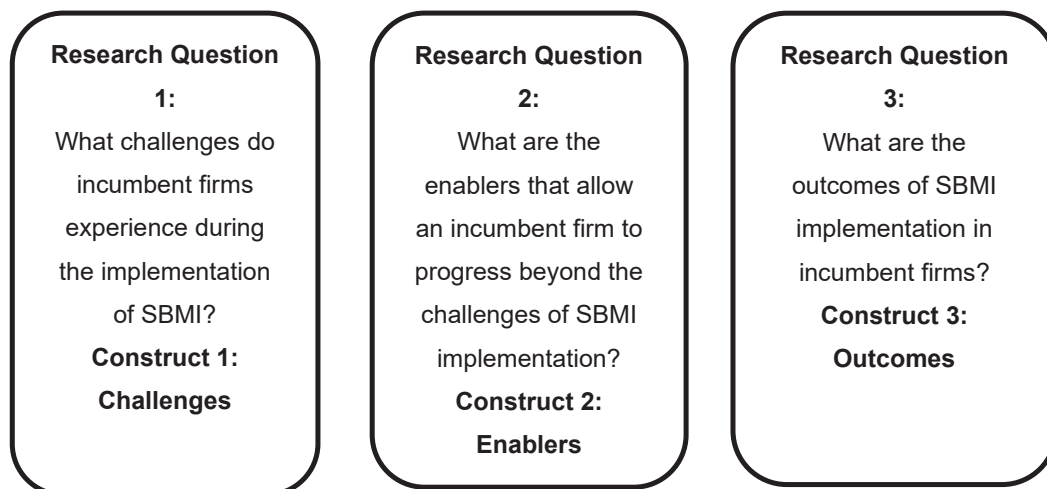 Research Question
1:
What challenges do
incumbent firms
experience during
the implementation
of SBMI?
Construct 1:
Challenges
Research Question
2:
What are the
enablers that allow
an incumbent firm to
progress beyond the
challenges of SBMI
implementation?
Construct 2:
Enablers
Research Question
3:
What are the
outcomes of SBMI
implementation in
incumbent firms?
Construct 3:
Outcomes